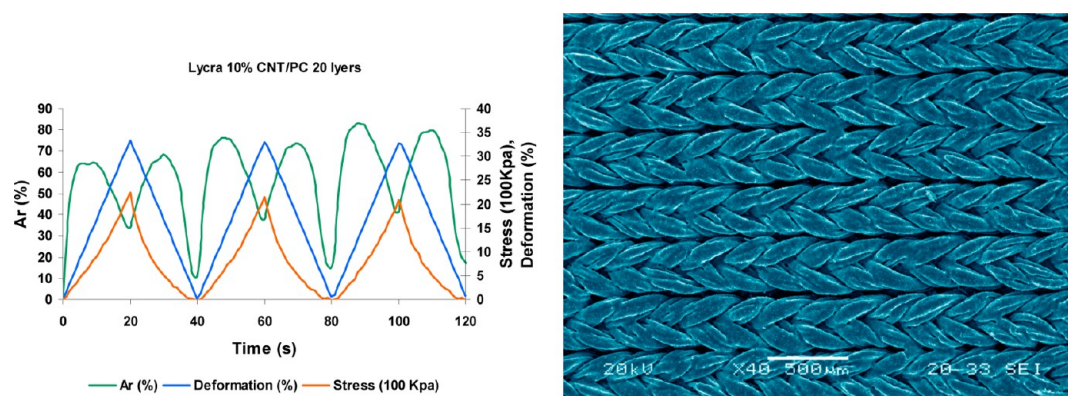 Lycra 10% CNT/PC 20 lyers
90
80
70
60
50
40
30
20
10
0
Ar (%)
40
35
30
25
20
15
10
5
0
Stress (100Kpa),
Deformation (%)
0 20 40 60 80 100 120
Time (s)
Ar (%) Deformation (%) Stress (100 Kpa)
20kV X40 500µm 20-33 SEI